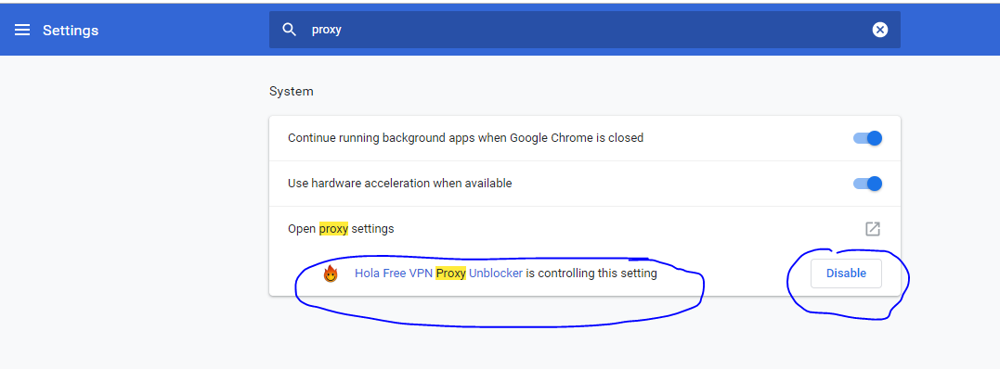 Settings
proxy
System
Continue running background apps when Google Chrome is closed
Use hardware acceleration when available
Open proxy settings
Hola Free VPN Proxy Unblocker is controlling this setting
Disable